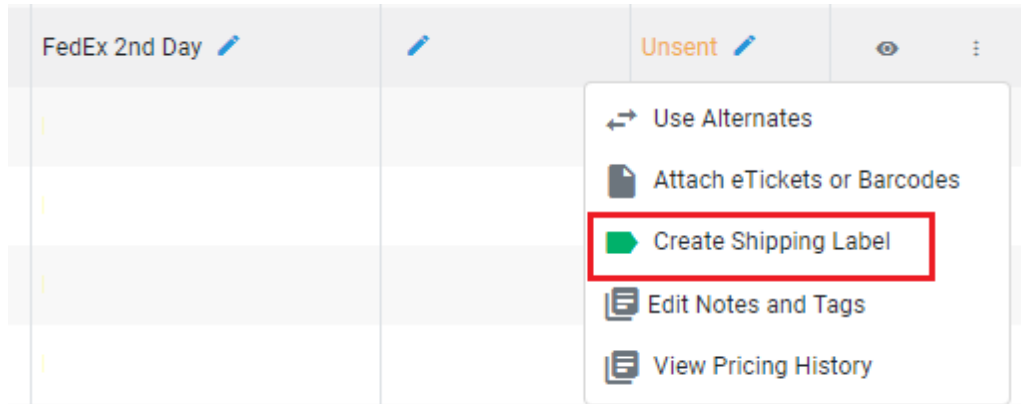 FedEx 2nd Day
Unsent
Use Alternates
Attach eTickets or Barcodes
Create Shipping Label
Edit Notes and Tags
View Pricing History